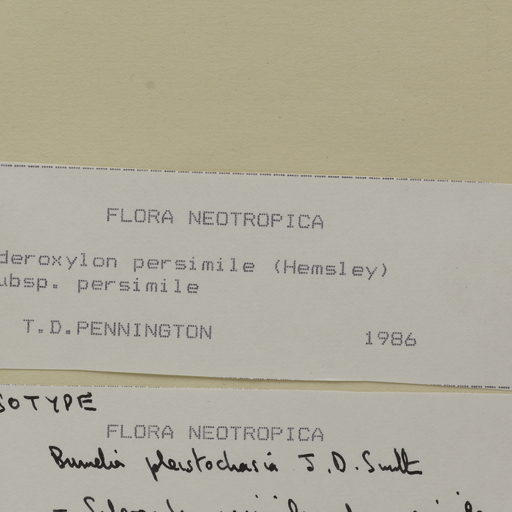 FLORA NEOTROPICA
deroxylon persimile (Hemsley)
ubsp. persimile
T.D.PENNINGTON 1986
SOTYPE
FLORA NEOTROPICA
Bumelia pleistochasia J.D. Smith